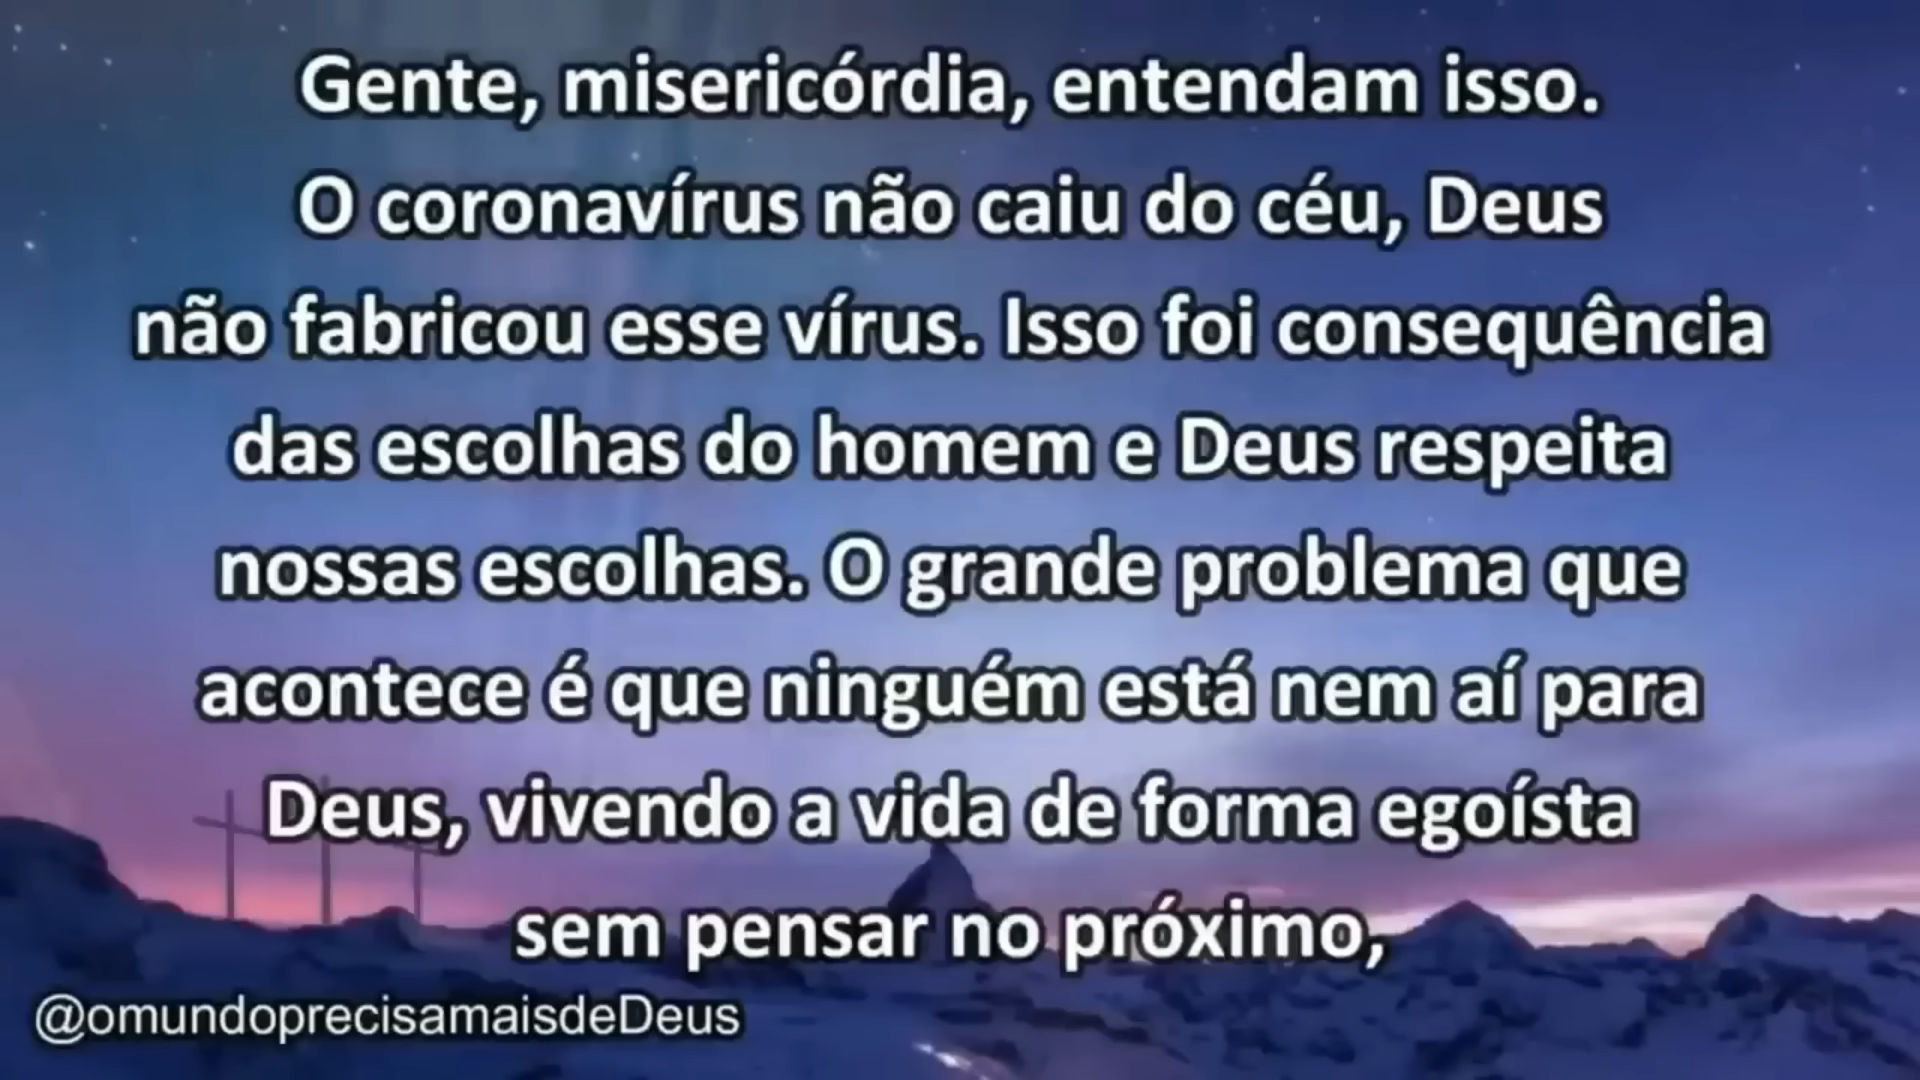 Gente, misericórdia, entendam isso.
O coronavírus não caiu do céu, Deus
não fabricou esse vírus. Isso foi consequência
das escolhas do homem e Deus respeita
nossas escolhas. O grande problema que
acontece é que ninguém está nem aí para
Deus, vivendo a vida de forma egoísta
sem pensar no próximo,
@omundoprecisamaisdeDeus